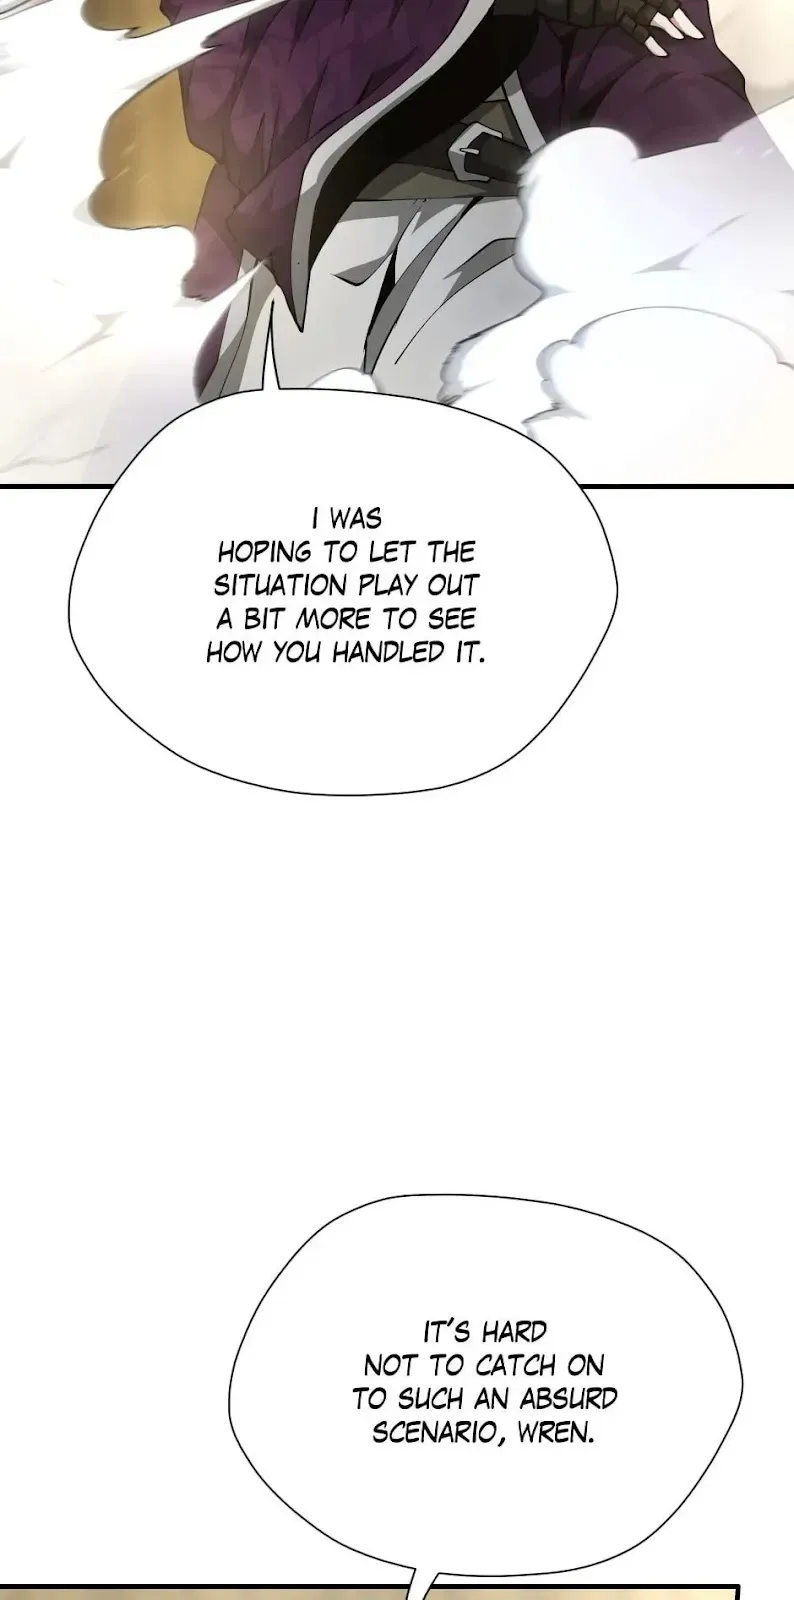 I WAS
HOPING TO LET THE
SITUATION PLAY OUT
A BIT MORE TO SEE
HOW YOU HANDLED IT.
IT'S HARD
NOT TO CATCH ON
TO SUCH AN ABSURD
SCENARIO, WREN.